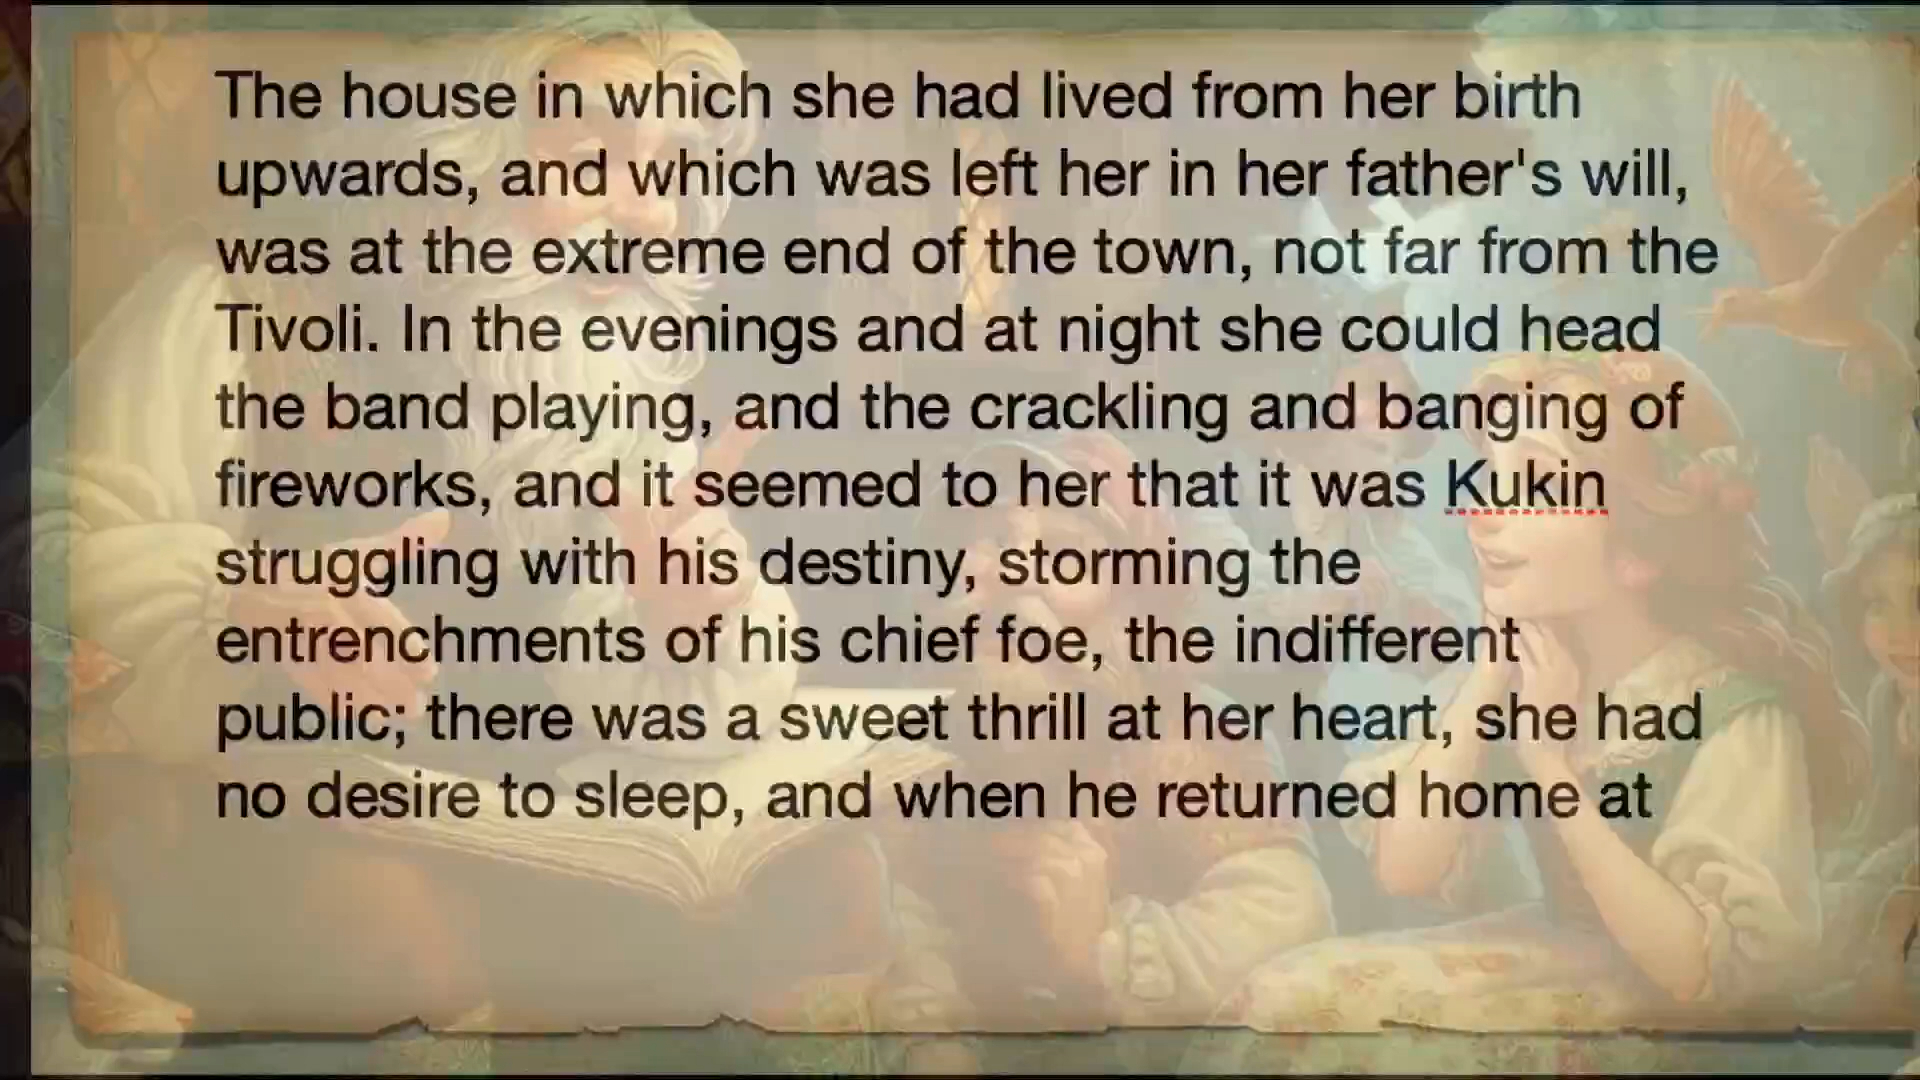 The house in which she had lived from her birth
upwards, and which was left her in her father's will,
was at the extreme end of the town, not far from the
Tivoli. In the evenings and at night she could head
the band playing, and the crackling and banging of
fireworks, and it seemed to her that it was Kukin
struggling with his destiny, storming the
entrenchments of his chief foe, the indifferent
public; there was a sweet thrill at her heart, she had
no desire to sleep, and when he returned home at